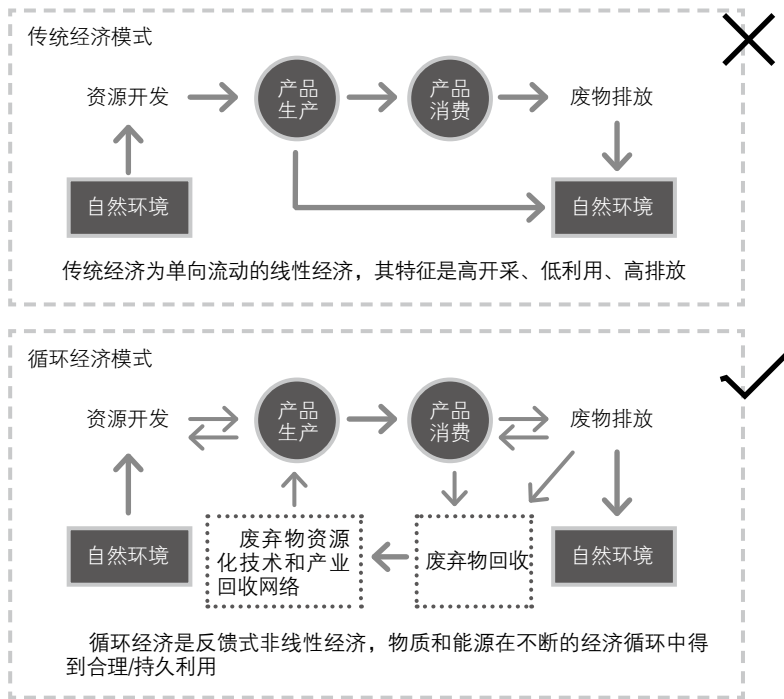 传统经济模式
资源开发
产品
生产
产品
消费
废物排放
自然环境
自然环境
传统经济为单向流动的线性经济，其特征是高开采、低利用、高排放
循环经济模式
资源开发
产品
生产
产品
消费
废物排放
自然环境
废弃物资源
化技术和产业
回收网络
废弃物回收
自然环境
循环经济是反馈式非线性经济，物质和能源在不断的经济循环中得
到合理/持久利用